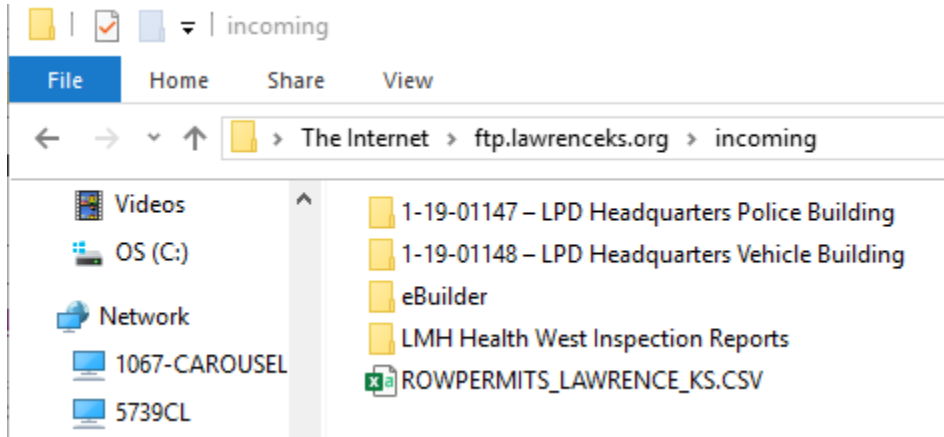 incoming
File Home Share View
The Internet > ftp.lawrenceks.org > incoming
Videos
OS (C:)
Network
1067-CAROUSEL
5739CL
1-19-01147 – LPD Headquarters Police Building
1-19-01148 – LPD Headquarters Vehicle Building
eBuilder
LMH Health West Inspection Reports
ROWPERMITS_LAWRENCE_KS.CSV